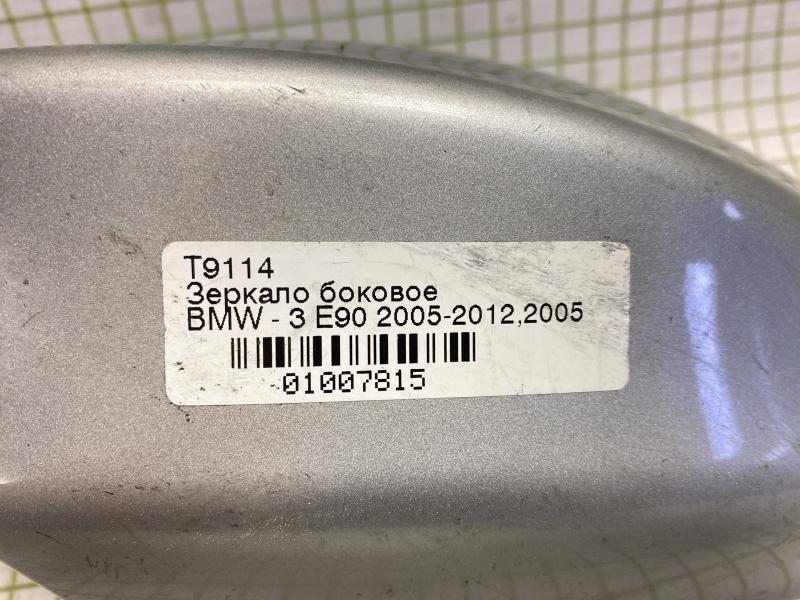 T9114
Зеркало боковое
BMW - 3 E90 2005-2012,2005
01007815